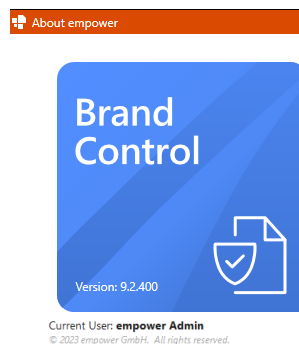 About empower
Brand
Control
Version: 9.2.400
Current User: empower Admin
© 2023 empower GmbH. All rights reserved.